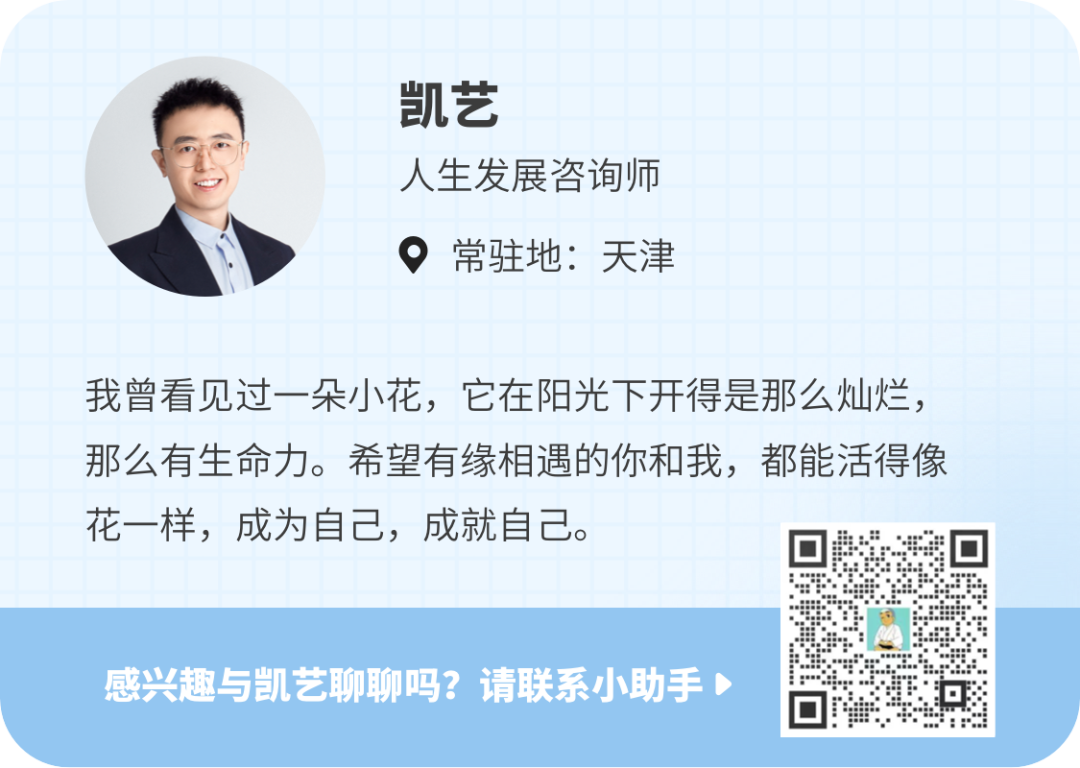 凯艺
人生发展咨询师
常驻地：天津
我曾看见过一朵小花，它在阳光下开得是那么灿烂，
那么有生命力。希望有缘相遇的你和我，都能活得像
花一样，成为自己，成就自己。
感兴趣与凯艺聊聊吗？请联系小助手